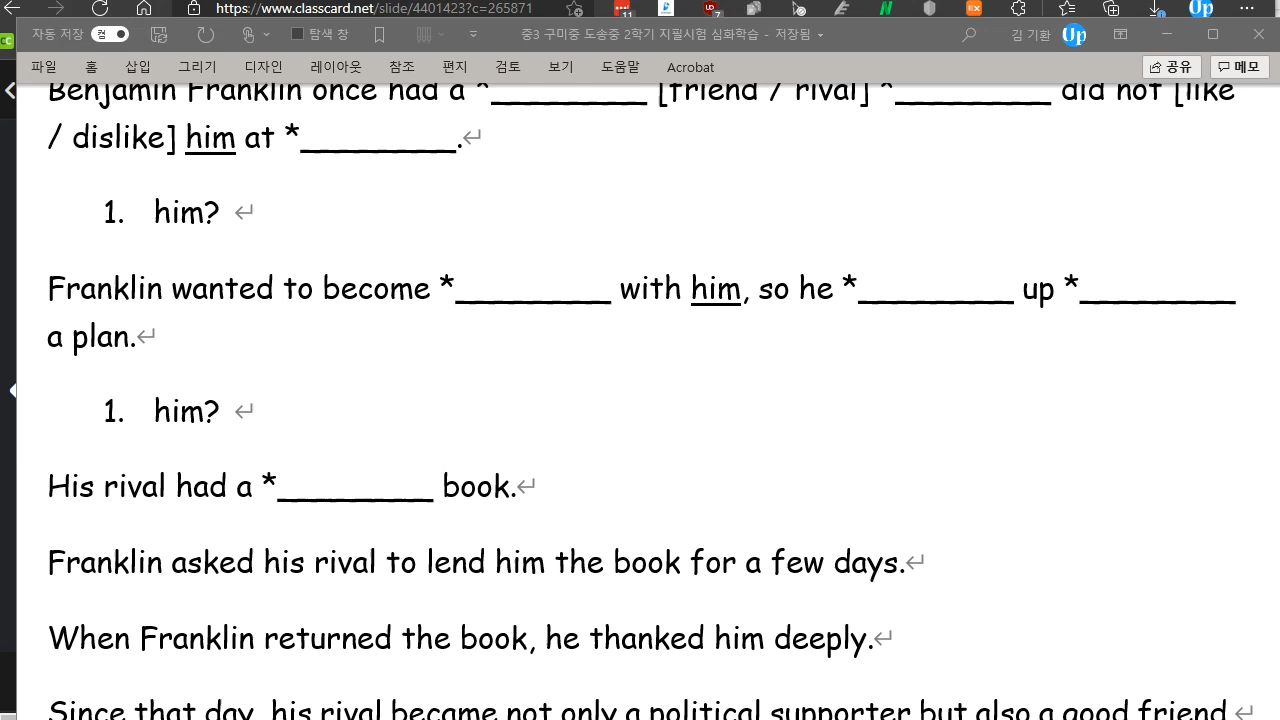 https://www.classcard.net/slide/4401423?c=265871
11
7
Up
자동 저장 컴 탐색 창 중3 구미중 도송중 2학기 지필시험 심화학습 - 저장됨 김 기환 Up
파일 홈 삽입 그리기 디자인 레이아웃 참조 편지 검토 보기 도움말 Acrobat 공유 메모
Benjamin Franklin once had a *________ [friend / rival] *________ did not [like
/ dislike] him at *________.
1. him?
Franklin wanted to become *________ with him, so he *________ up *________
a plan.
1. him?
His rival had a *________ book.
Franklin asked his rival to lend him the book for a few days.
When Franklin returned the book, he thanked him deeply.
Since that day, his rival became not only a political supporter but also a good friend